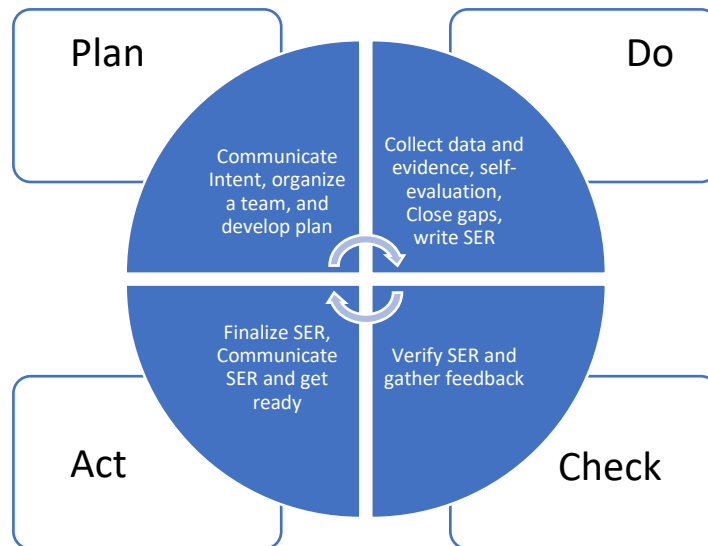 Plan
Do
Communicate
Intent, organize
a team, and
develop plan
Collect data and
evidence, self-
evaluation,
Close gaps,
write SER
Finalize SER,
Communicate
SER and get
ready
Verify SER and
gather feedback
Act
Check